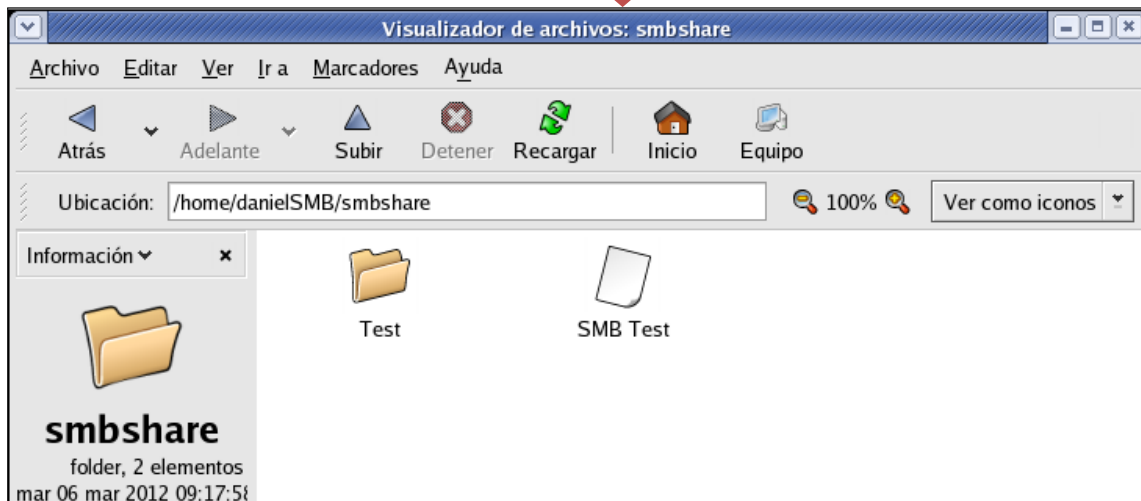 Visualizador de archivos: smbshare
Archivo Editar Ver Ir a Marcadores Ayuda
Atrás Adelante Subir Detener Recargar Inicio Equipo
Ubicación: /home/danielSMB/smbshare 100% Ver como iconos
Información
Test SMB Test
smbshare
folder, 2 elementos
mar 06 mar 2012 09:17:58